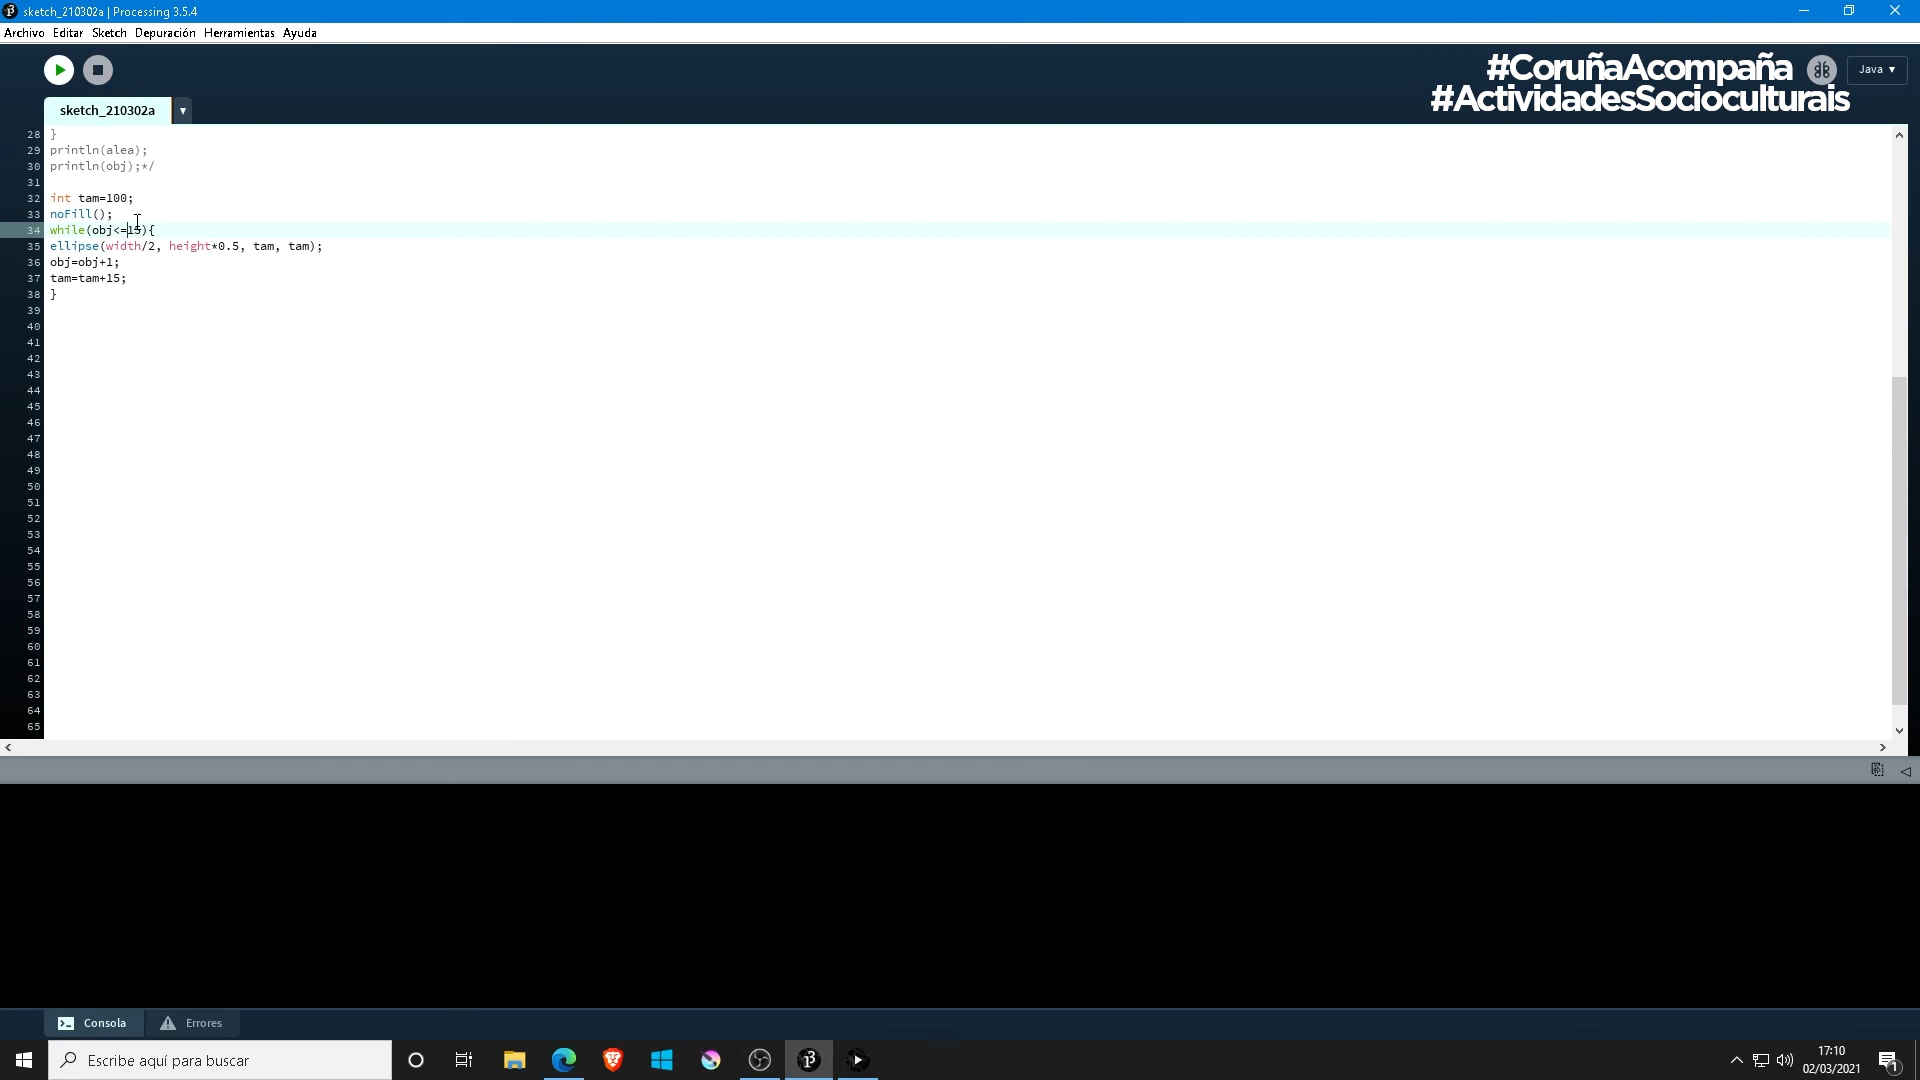 sketch_210302a | Processing 3.5.4
Archivo Editar Sketch Depuración Herramientas Ayuda
#CoruñaAcompaña
#ActividadesSocioculturais
Java ▾
sketch_210302a ▾
28 }
29 println(alea);
30 println(obj);*/
31
32 int tam=100;
33 noFill();
34 while(obj<=15){
35 ellipse(width/2, height*0.5, tam, tam);
36 obj=obj+1;
37 tam=tam+15;
38 }
39
40
41
42
43
44
45
46
47
48
49
50
51
52
53
54
55
56
57
58
59
60
61
62
63
64
65
Consola Errores
Escribe aquí para buscar
17:10
02/03/2021
1